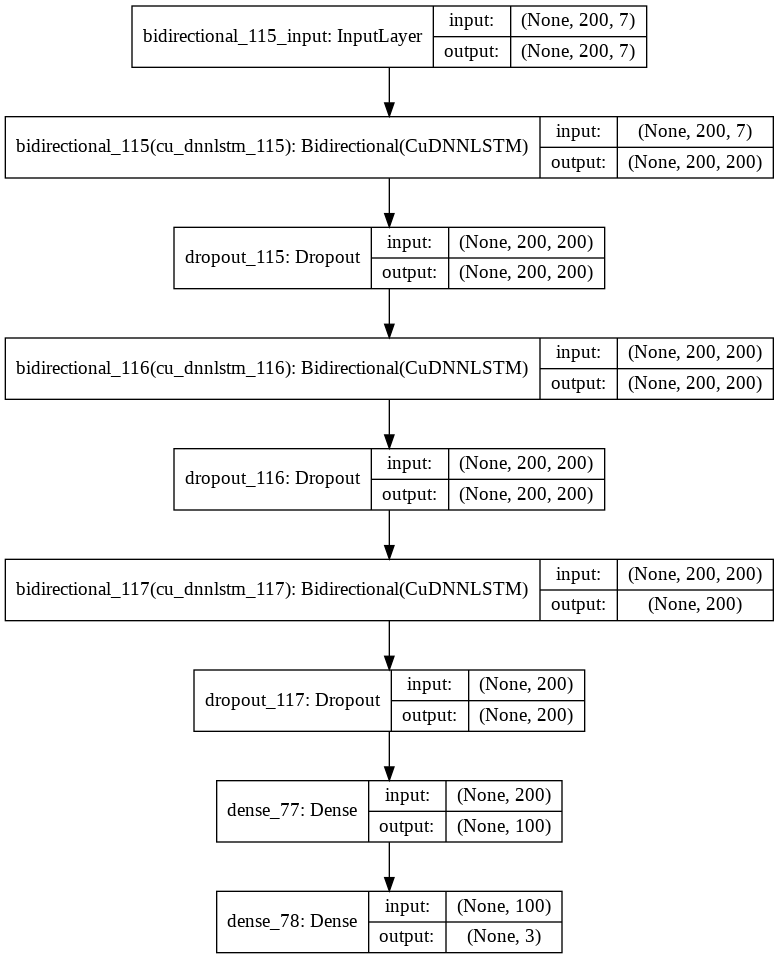 bidirectional_115_input: InputLayer
input: (None, 200, 7)
output: (None, 200, 7)
bidirectional_115(cu_dnnlstm_115): Bidirectional(CuDNNLSTM)
input: (None, 200, 7)
output: (None, 200, 200)
dropout_115: Dropout
input: (None, 200, 200)
output: (None, 200, 200)
bidirectional_116(cu_dnnlstm_116): Bidirectional(CuDNNLSTM)
input: (None, 200, 200)
output: (None, 200, 200)
dropout_116: Dropout
input: (None, 200, 200)
output: (None, 200, 200)
bidirectional_117(cu_dnnlstm_117): Bidirectional(CuDNNLSTM)
input: (None, 200, 200)
output: (None, 200)
dropout_117: Dropout
input: (None, 200)
output: (None, 200)
dense_77: Dense
input: (None, 200)
output: (None, 100)
dense_78: Dense
input: (None, 100)
output: (None, 3)